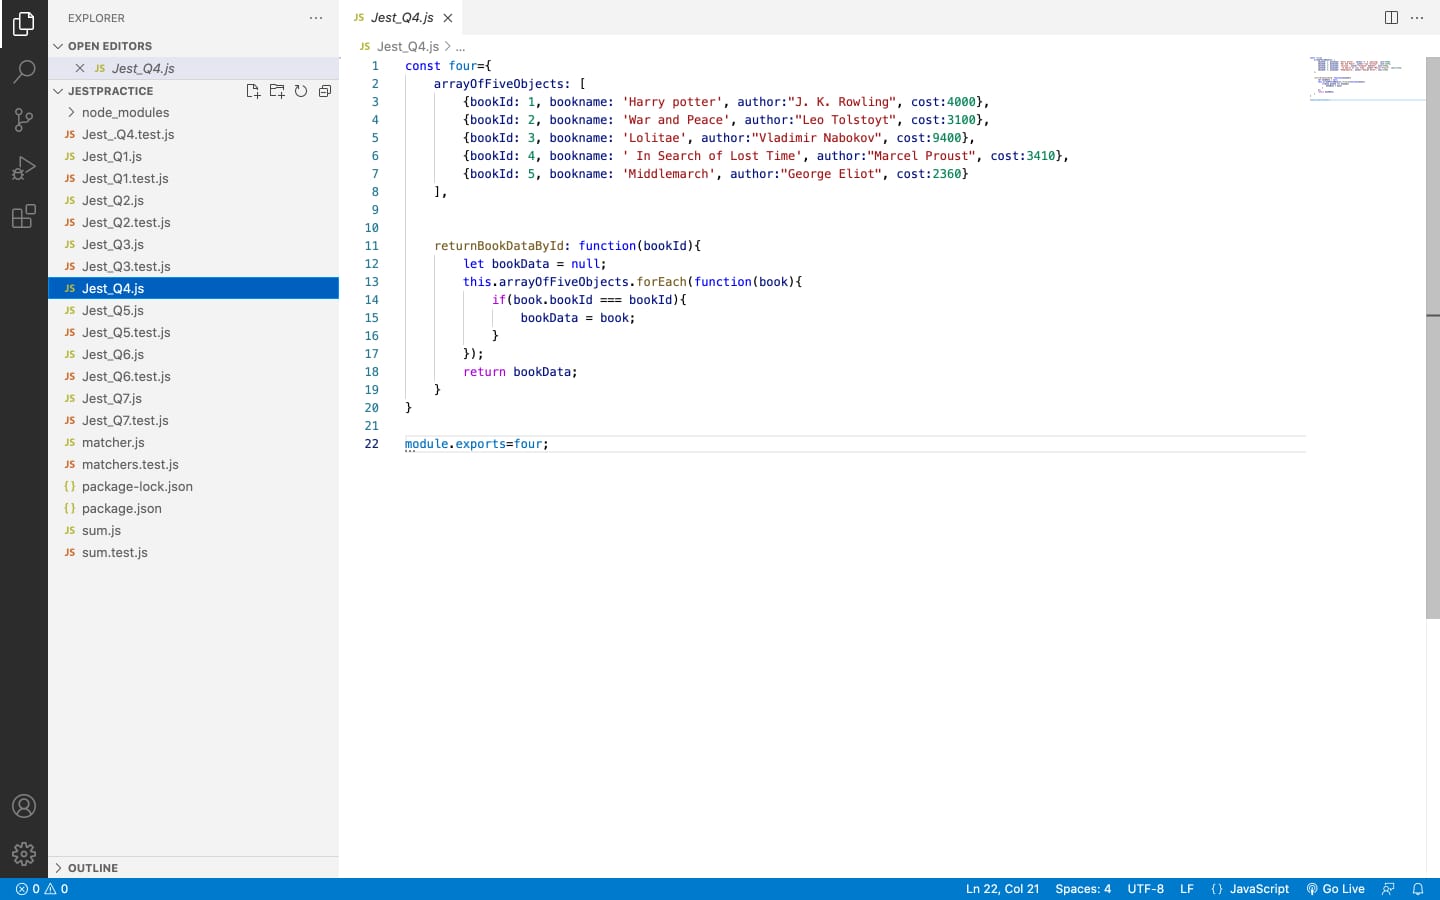 EXPLORER
OPEN EDITORS
JS Jest_Q4.js
JESTPRACTICE
node_modules
JS Jest_.Q4.test.js
JS Jest_Q1.js
JS Jest_Q1.test.js
JS Jest_Q2.js
JS Jest_Q2.test.js
JS Jest_Q3.js
JS Jest_Q3.test.js
JS Jest_Q4.js
JS Jest_Q5.js
JS Jest_Q5.test.js
JS Jest_Q6.js
JS Jest_Q6.test.js
JS Jest_Q7.js
JS Jest_Q7.test.js
JS matcher.js
JS matchers.test.js
{} package-lock.json
{} package.json
JS sum.js
JS sum.test.js
OUTLINE
JS Jest_Q4.js
JS Jest_Q4.js > ...
1 const four={
2 arrayOfFiveObjects: [
3 {bookId: 1, bookname: 'Harry potter', author:"J. K. Rowling", cost:4000},
4 {bookId: 2, bookname: 'War and Peace', author:"Leo Tolstoyt", cost:3100},
5 {bookId: 3, bookname: 'Lolitae', author:"Vladimir Nabokov", cost:9400},
6 {bookId: 4, bookname: ' In Search of Lost Time', author:"Marcel Proust", cost:3410},
7 {bookId: 5, bookname: 'Middlemarch', author:"George Eliot", cost:2360}
8 ],
9
10
11 returnBookDataById: function(bookId){
12 let bookData = null;
13 this.arrayOfFiveObjects.forEach(function(book){
14 if(book.bookId === bookId){
15 bookData = book;
16 }
17 });
18 return bookData;
19 }
20 }
21
22 module.exports=four;
0 0 Ln 22, Col 21 Spaces: 4 UTF-8 LF {} JavaScript Go Live